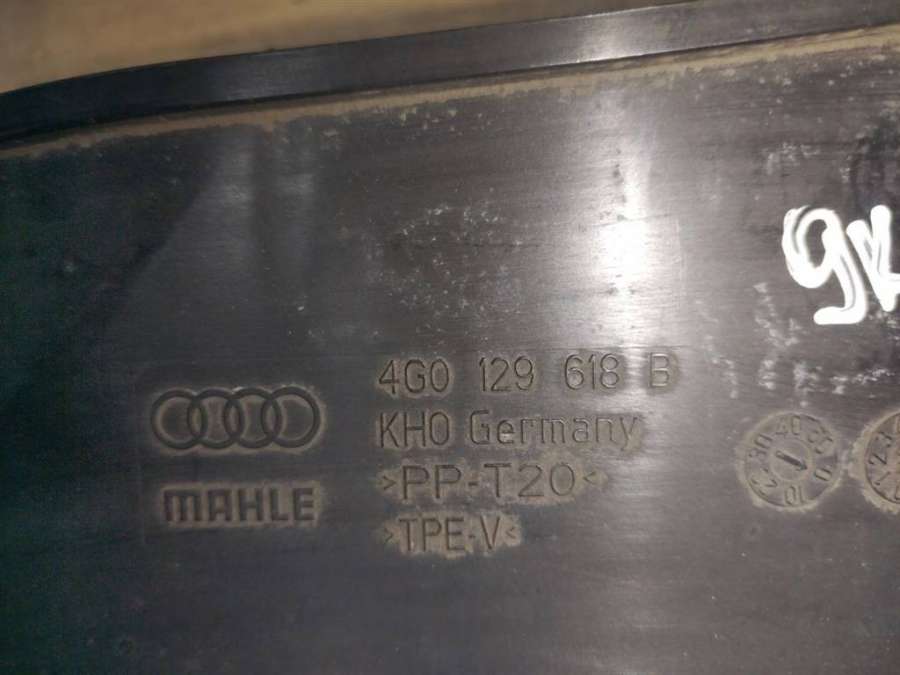 4G0 129 618 B
KHO Germany
>PP-T20<
MAHLE
>TPE-V<